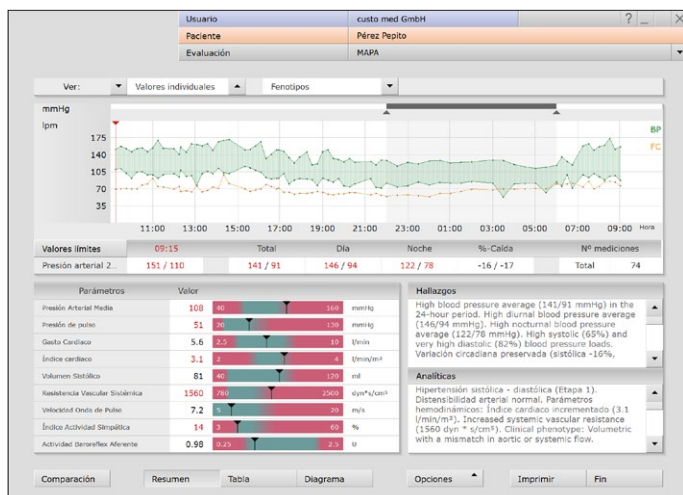 Usuario custo med GmbH ? _ ×
Paciente Pérez Pepito
Evaluación MAPA
Ver: Valores individuales Fenotipos
mmHg
lpm
175
140
105
70
35
BP
FC
11:00 13:00 15:00 17:00 19:00 21:00 23:00 01:00 03:00 05:00 07:00 09:00 Hora
Valores límites 09:15 Total Día Noche %-Caída Nº mediciones
Presión arterial 2... 151 / 110 141 / 91 146 / 94 122 / 78 -16 / -17 Total 74
Parámetros Valor
Presión Arterial Media 108 40 160 mmHg
Presión de pulso 51 20 130 mmHg
Gasto Cardiaco 5.6 2.5 10 l/min
Índice cardiaco 3.1 2 4 l/min/m²
Volumen Sistólico 81 40 120 ml
Resistencia Vascular Sistémica 1560 780 2500 dyn*s/cm⁵
Velocidad Onda de Pulso 7.2 5 20 m/s
Índice Actividad Simpática 14 3 60 %
Actividad Baroreflex Aferente 0.98 0.25 2.5 U
Hallazgos
High blood pressure average (141/91 mmHg) in the
24-hour period. High diurnal blood pressure
(146/94 mmHg). High nocturnal blood pressure
average (122/78 mmHg). High systolic (65%) and
very high diastolic (82%) blood pressure loads.
Variación circadiana preservada (sistólica -16%,
Analíticas
Hipertensión sistólica - diastólica (Etapa 1).
Distensibilidad arterial normal. Parámetros
hemodinámicos: Índice cardiaco incrementado (3.1
l/min/m²). Increased systemic vascular resistance
(1560 dyn * s/cm⁵). Clinical phenotype: Volumetric
with a mismatch in aortic or systemic flow.
Comparación Resumen Tabla Diagrama Opciones Imprimir Fin